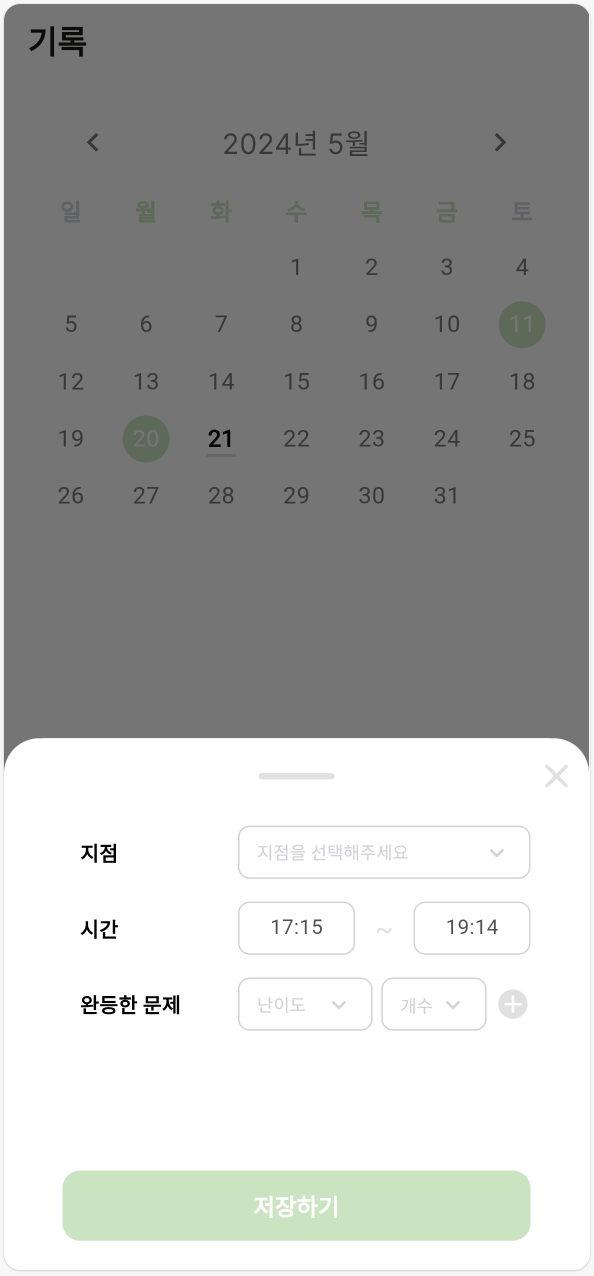 기록
2024년 5월
일 월 화 수 목 금 토
1 2 3 4
5 6 7 8 9 10 11
12 13 14 15 16 17 18
19 20 21 22 23 24 25
26 27 28 29 30 31
지점 지점을 선택해주세요
시간 17:15 ~ 19:14
완등한 문제 난이도 개수
저장하기